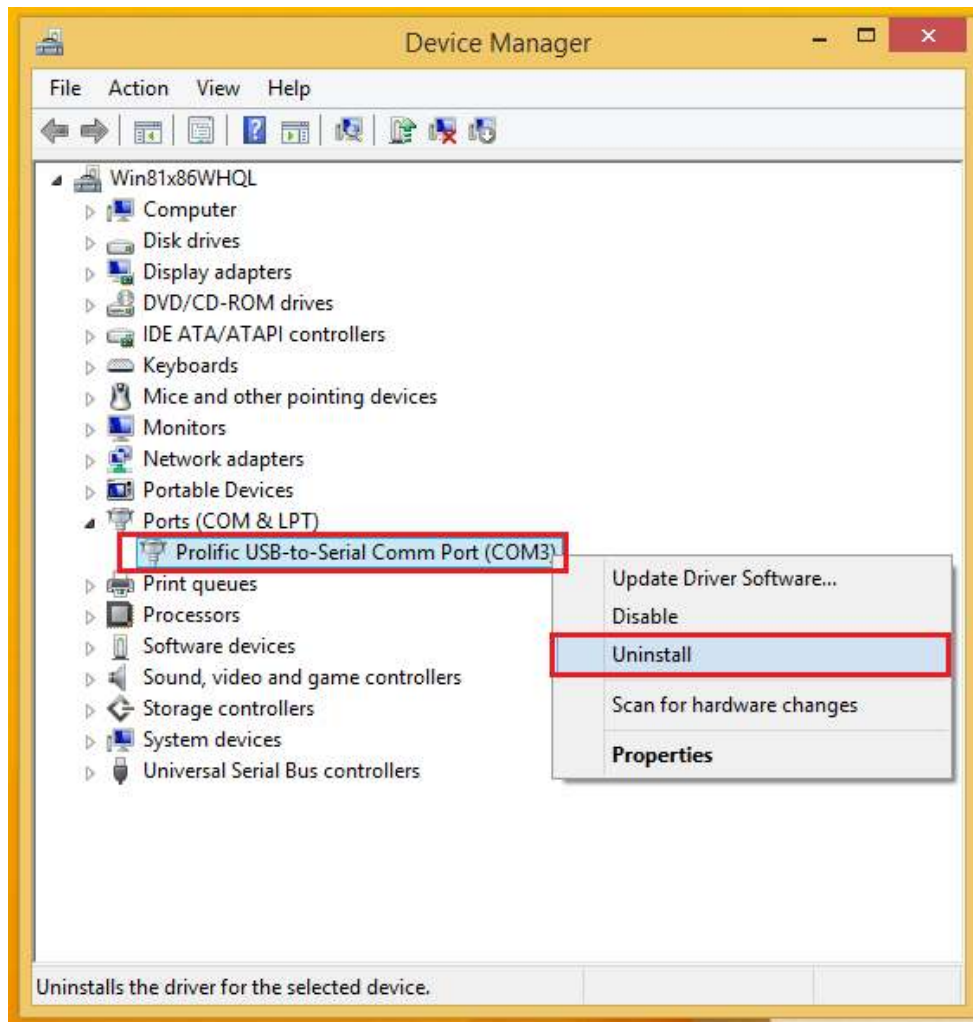 Device Manager
File Action View Help
Win81x86WHQL
Computer
Disk drives
Display adapters
DVD/CD-ROM drives
IDE ATA/ATAPI controllers
Keyboards
Mice and other pointing devices
Monitors
Network adapters
Portable Devices
Ports (COM & LPT)
Prolific USB-to-Serial Comm Port (COM3)
Print queues
Processors
Software devices
Sound, video and game controllers
Storage controllers
System devices
Universal Serial Bus controllers
Update Driver Software...
Disable
Uninstall
Scan for hardware changes
Properties
Uninstalls the driver for the selected device.